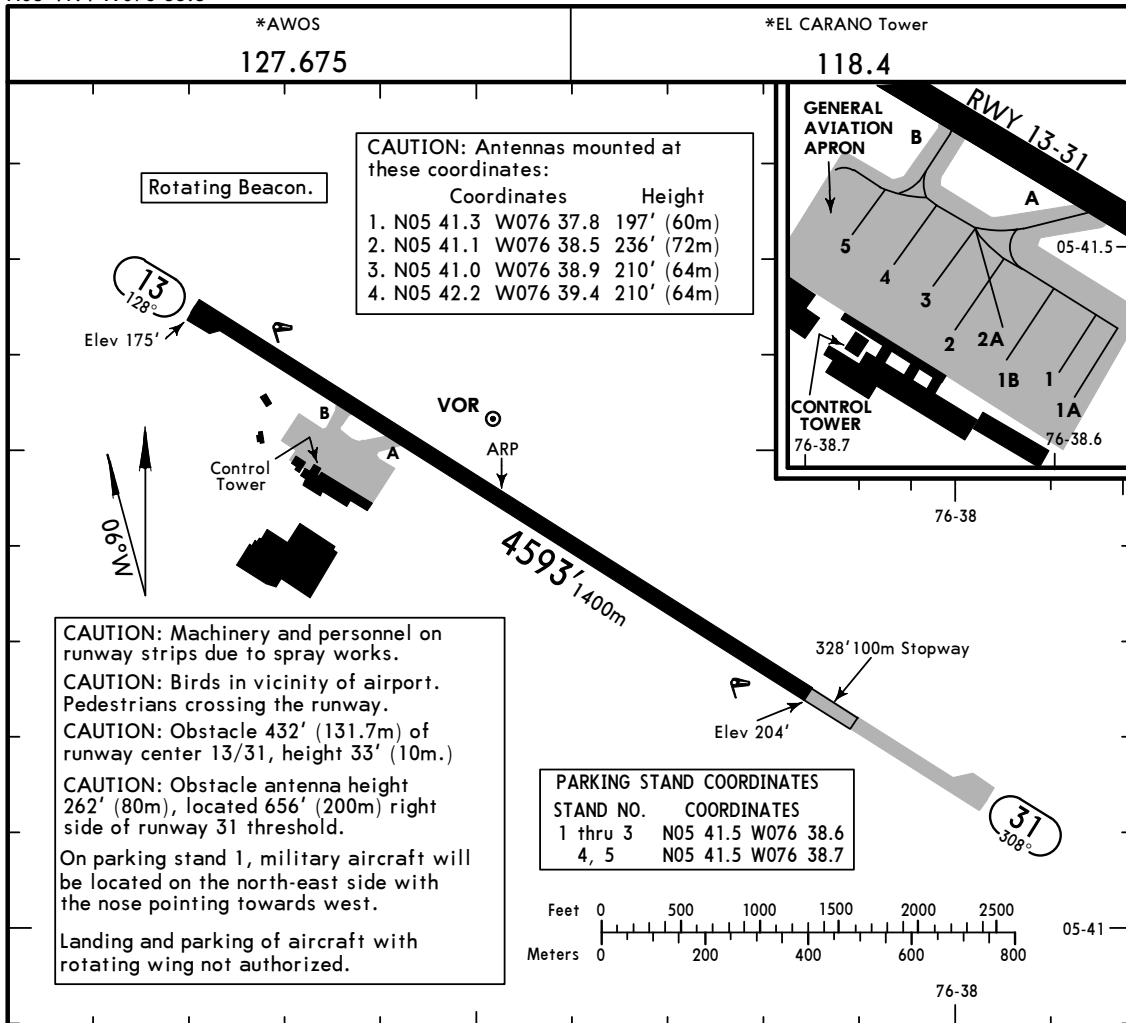 *AWOS
127.675
*EL CARANO Tower
118.4
Rotating Beacon.
CAUTION: Antennas mounted at
these coordinates:
Coordinates Height
1. N05 41.3 W076 37.8 197' (60m)
2. N05 41.1 W076 38.5 236' (72m)
3. N05 41.0 W076 38.9 210' (64m)
4. N05 42.2 W076 39.4 210' (64m)
GENERAL
AVIATION
APRON
RWY 13-31
B
A
05-41.5
5
4
3
2
2A
1B
1
1A
CONTROL
TOWER
76-38.7
76-38.6
13
128°
Elev 175'
B
A
VOR
ARP
Control
Tower
06°W
76-38
4593'
1400m
328'100m Stopway
Elev 204'
31
308°
CAUTION: Machinery and personnel on
runway strips due to spray works.
CAUTION: Birds in vicinity of airport.
Pedestrians crossing the runway.
CAUTION: Obstacle 432' (131.7m) of
runway center 13/31, height 33' (10m.)
CAUTION: Obstacle antenna height
262' (80m), located 656' (200m) right
side of runway 31 threshold.
On parking stand 1, military aircraft will
be located on the north-east side with
the nose pointing towards west.
Landing and parking of aircraft with
rotating wing not authorized.
PARKING STAND COORDINATES
STAND NO. COORDINATES
1 thru 3 N05 41.5 W076 38.6
4, 5 N05 41.5 W076 38.7
Feet 0 500 1000 1500 2000 2500
Meters 0 200 400 600 800
05-41
76-38